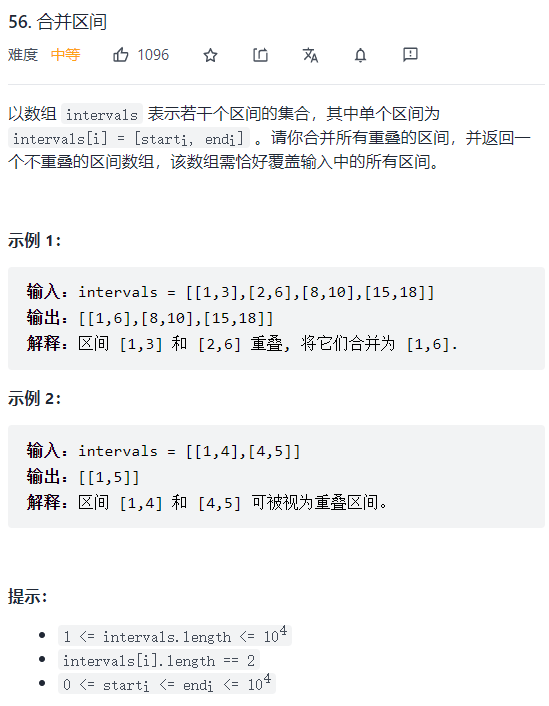 56. 合并区间
难度 中等 1096
以数组 intervals 表示若干个区间的集合，其中单个区间为
intervals[i] = [starti, endi] 。请你合并所有重叠的区间，并返回一
个不重叠的区间数组，该数组需恰好覆盖输入中的所有区间。
示例 1：
输入：intervals = [[1,3],[2,6],[8,10],[15,18]]
输出：[[1,6],[8,10],[15,18]]
解释：区间 [1,3] 和 [2,6] 重叠, 将它们合并为 [1,6].
示例 2：
输入：intervals = [[1,4],[4,5]]
输出：[[1,5]]
解释：区间 [1,4] 和 [4,5] 可被视为重叠区间。
提示：
• 1 <= intervals.length <= 10⁴
• intervals[i].length == 2
• 0 <= starti <= endi <= 10⁴